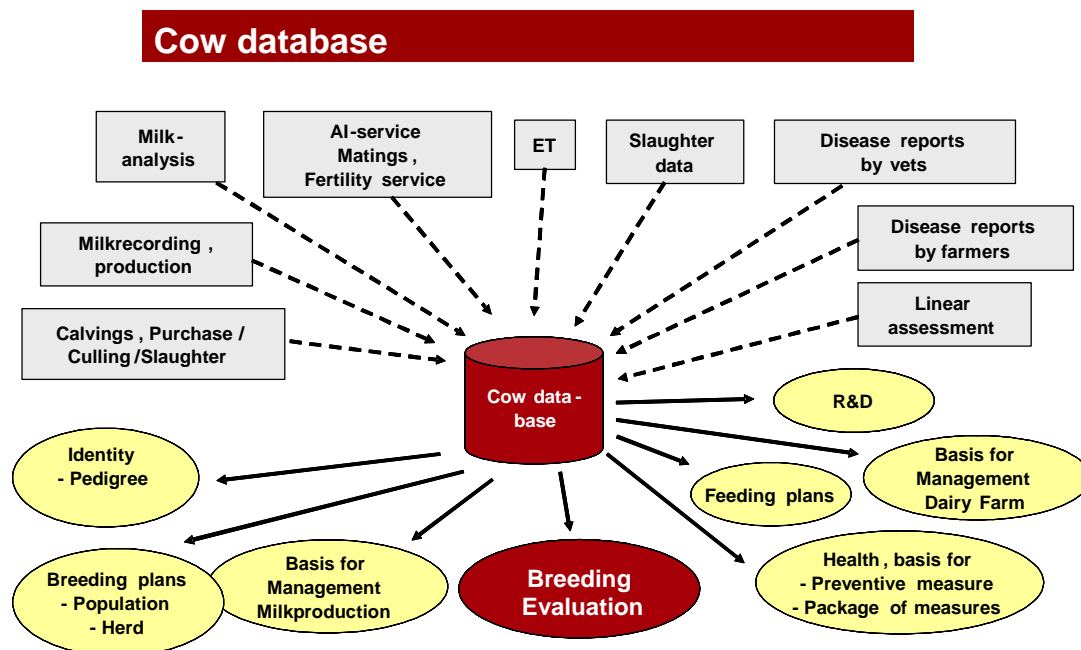 Cow database
Milk-
analysis
AI-service
Matings ,
Fertility service
ET
Slaughter
data
Disease reports
by vets
Milkrecording ,
production
Disease reports
by farmers
Calvings , Purchase /
Culling /Slaughter
Linear
assessment
Cow data -
base
R&D
Identity
- Pedigree
Feeding plans
Basis for
Management
Dairy Farm
Breeding plans
- Population
- Herd
Basis for
Management
Milkproduction
Breeding
Evaluation
Health , basis for
- Preventive measure
- Package of measures